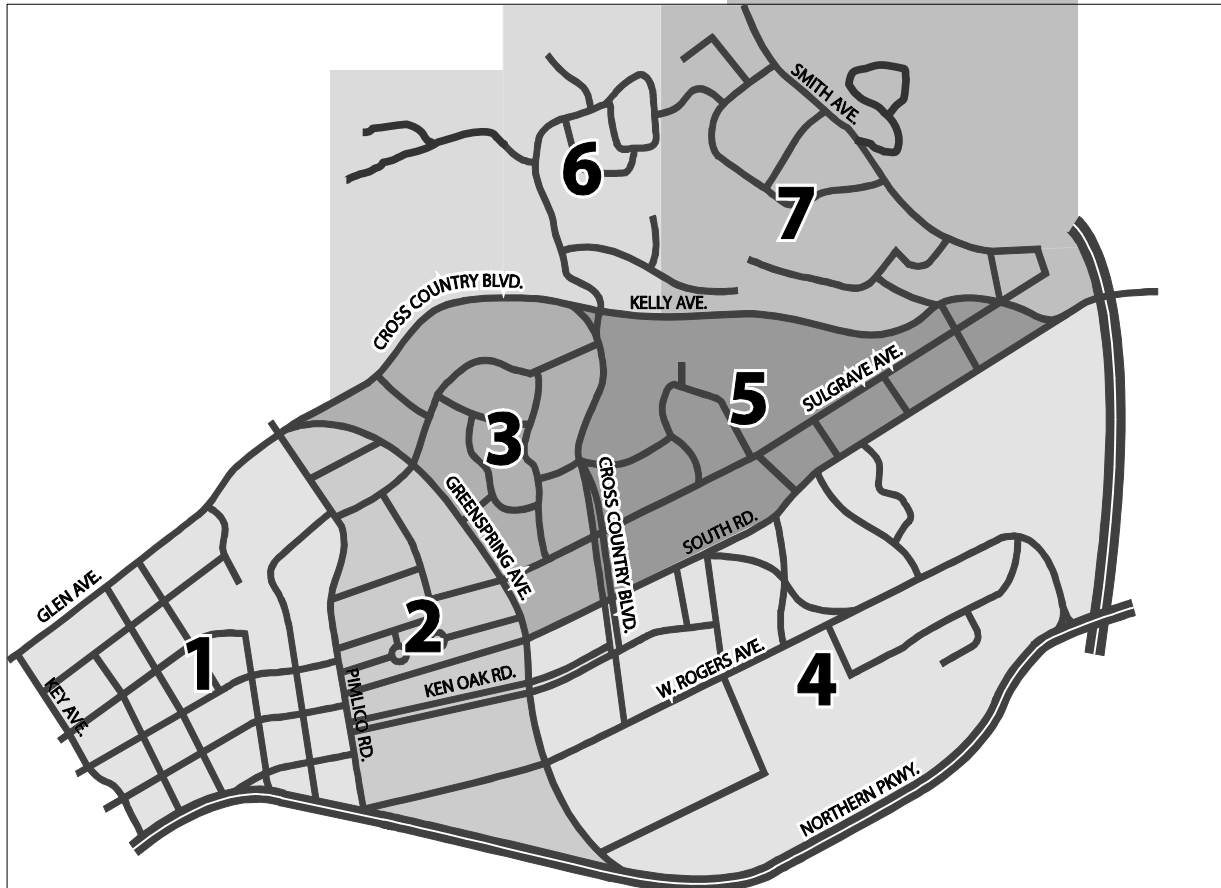 SMITH AVE.
6
7
CROSS COUNTRY BLVD.
KELLY AVE.
SULGRAVE AVE.
5
3
GREENSPRING AVE.
CROSS COUNTRY BLVD.
SOUTH RD.
GLEN AVE.
2
1
KEY AVE.
PIMLICO RD.
KEN OAK RD.
W. ROGERS AVE.
4
NORTHERN PKWY.